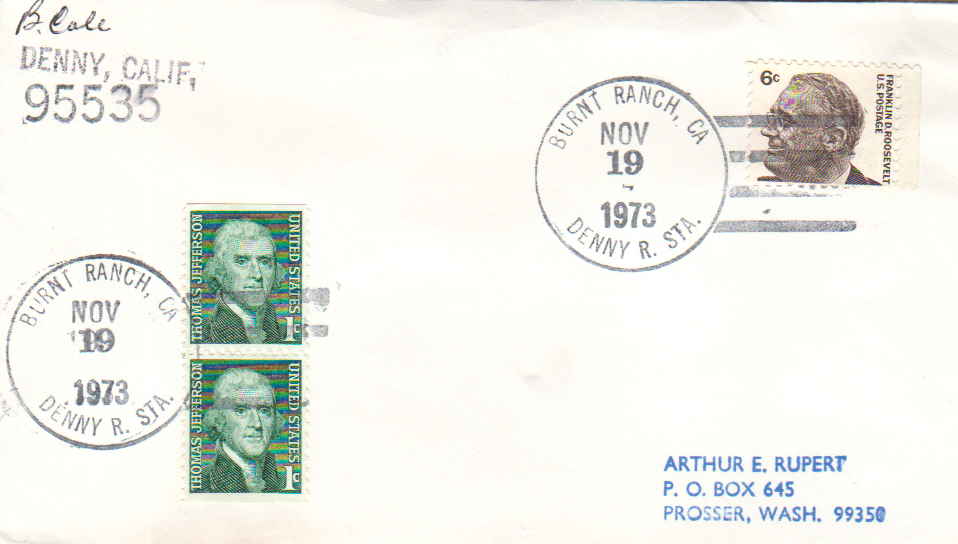 B. Cole
DENNY, CALIF,
95535
6c
FRANKLIN D. ROOSEVELT
U.S. POSTAGE
BURNT RANCH, CA
NOV
19
1973
DENNY R. STA.
THOMAS JEFFERSON
UNITED STATES
1c
BURNT RANCH, CA
NOV
19
1973
DENNY R. STA.
THOMAS JEFFERSON
UNITED STATES
1c
ARTHUR E. RUPERT
P. O. BOX 645
PROSSER, WASH. 99350